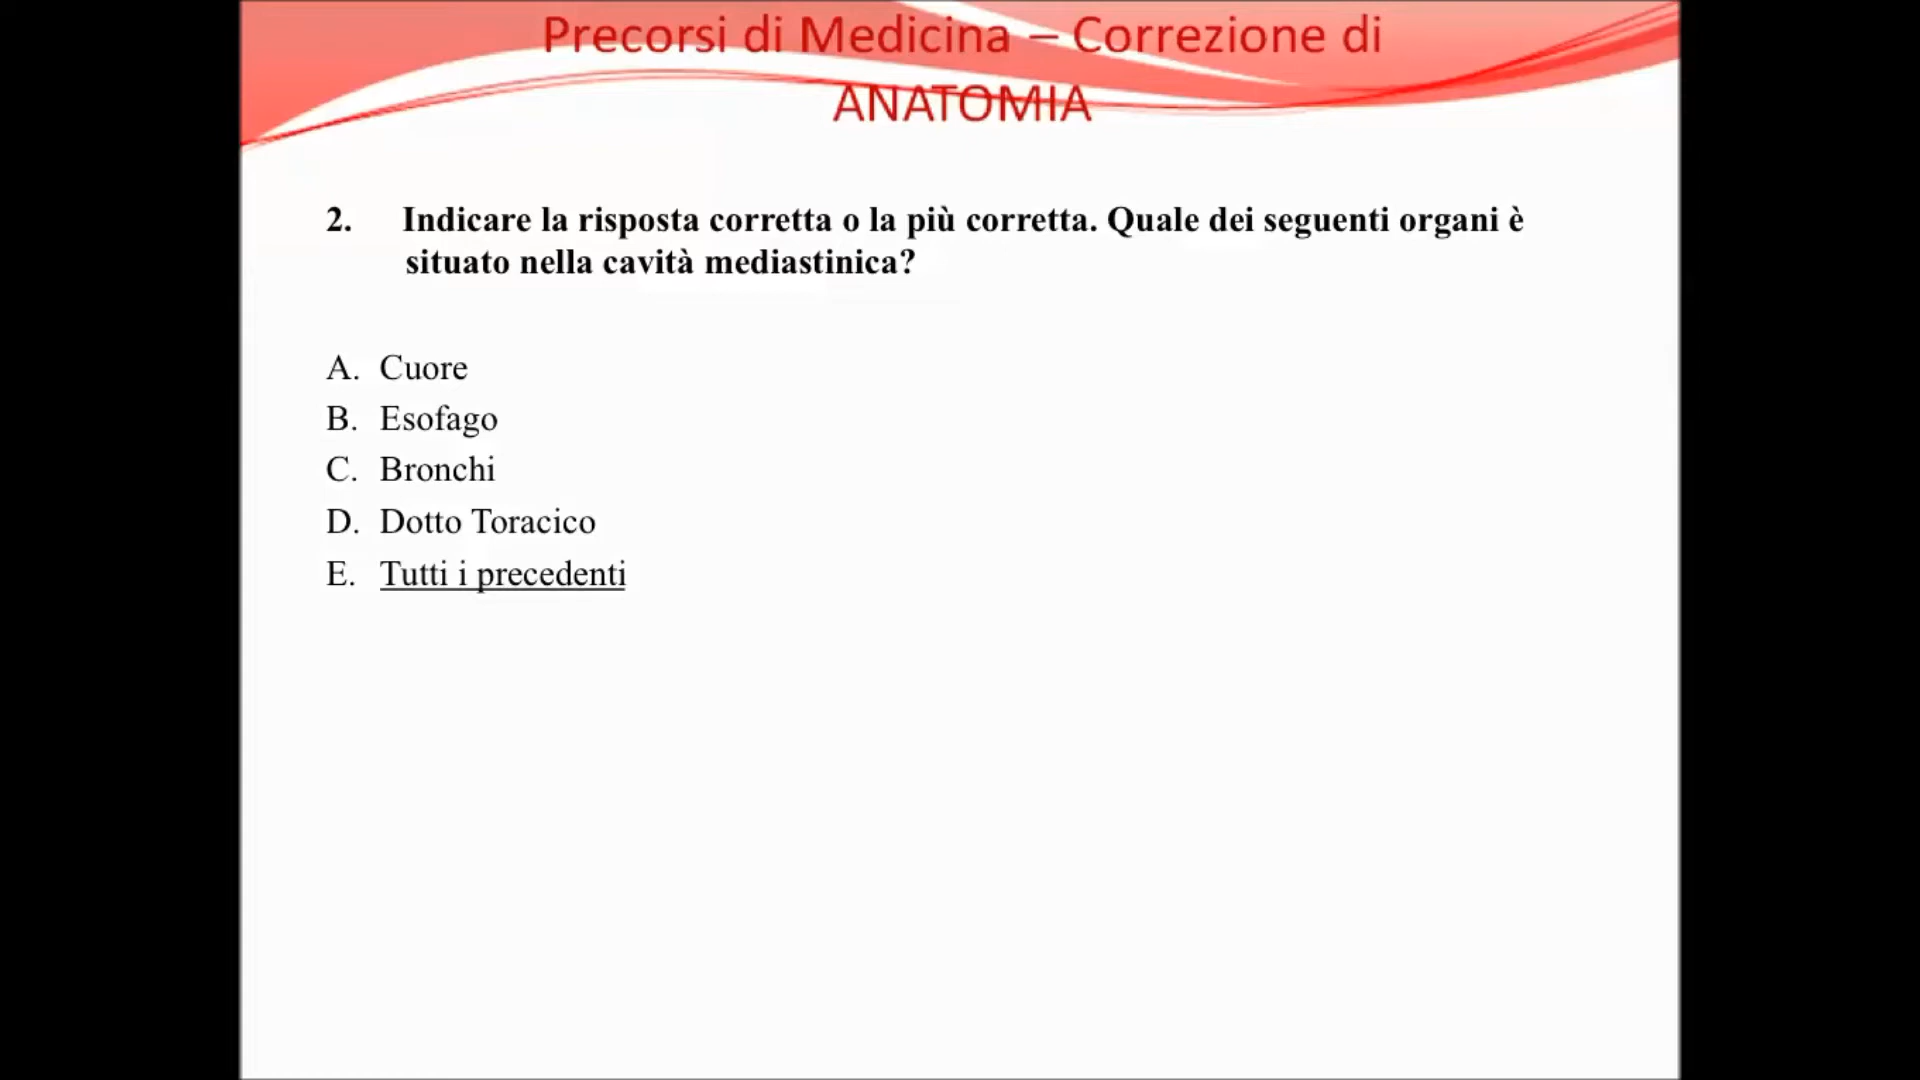 Precorsi di Medicina – Correzione di
ANATOMIA
2. Indicare la risposta corretta o la più corretta. Quale dei seguenti organi è
situato nella cavità mediastinica?
A. Cuore
B. Esofago
C. Bronchi
D. Dotto Toracico
E. Tutti i precedenti